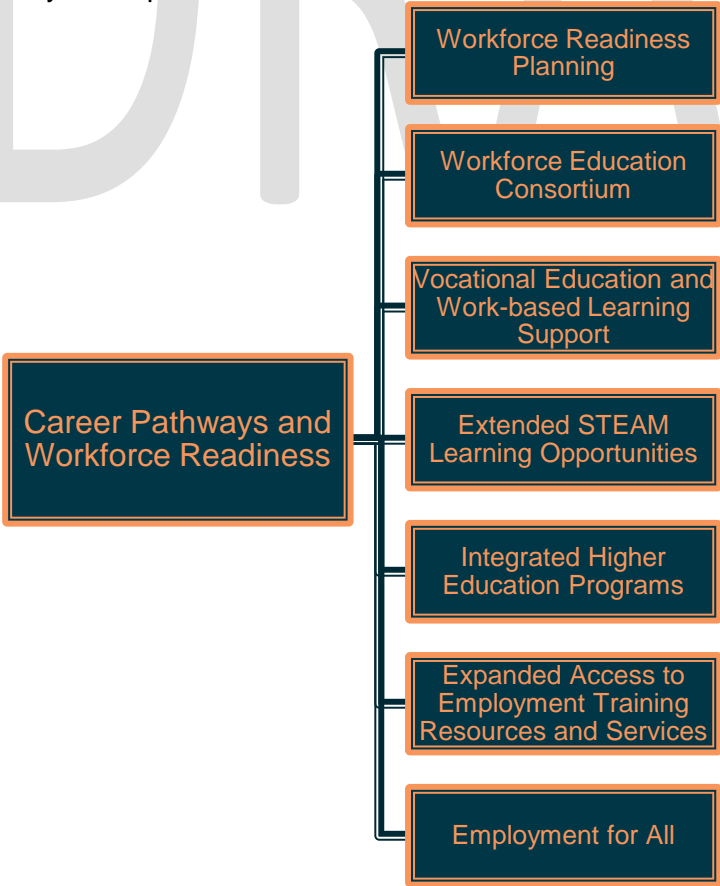 Career Pathways and
Workforce Readiness
Workforce Readiness
Planning
Workforce Education
Consortium
Vocational Education and
Work-based Learning
Support
Extended STEAM
Learning Opportunities
Integrated Higher
Education Programs
Expanded Access to
Employment Training
Resources and Services
Employment for All